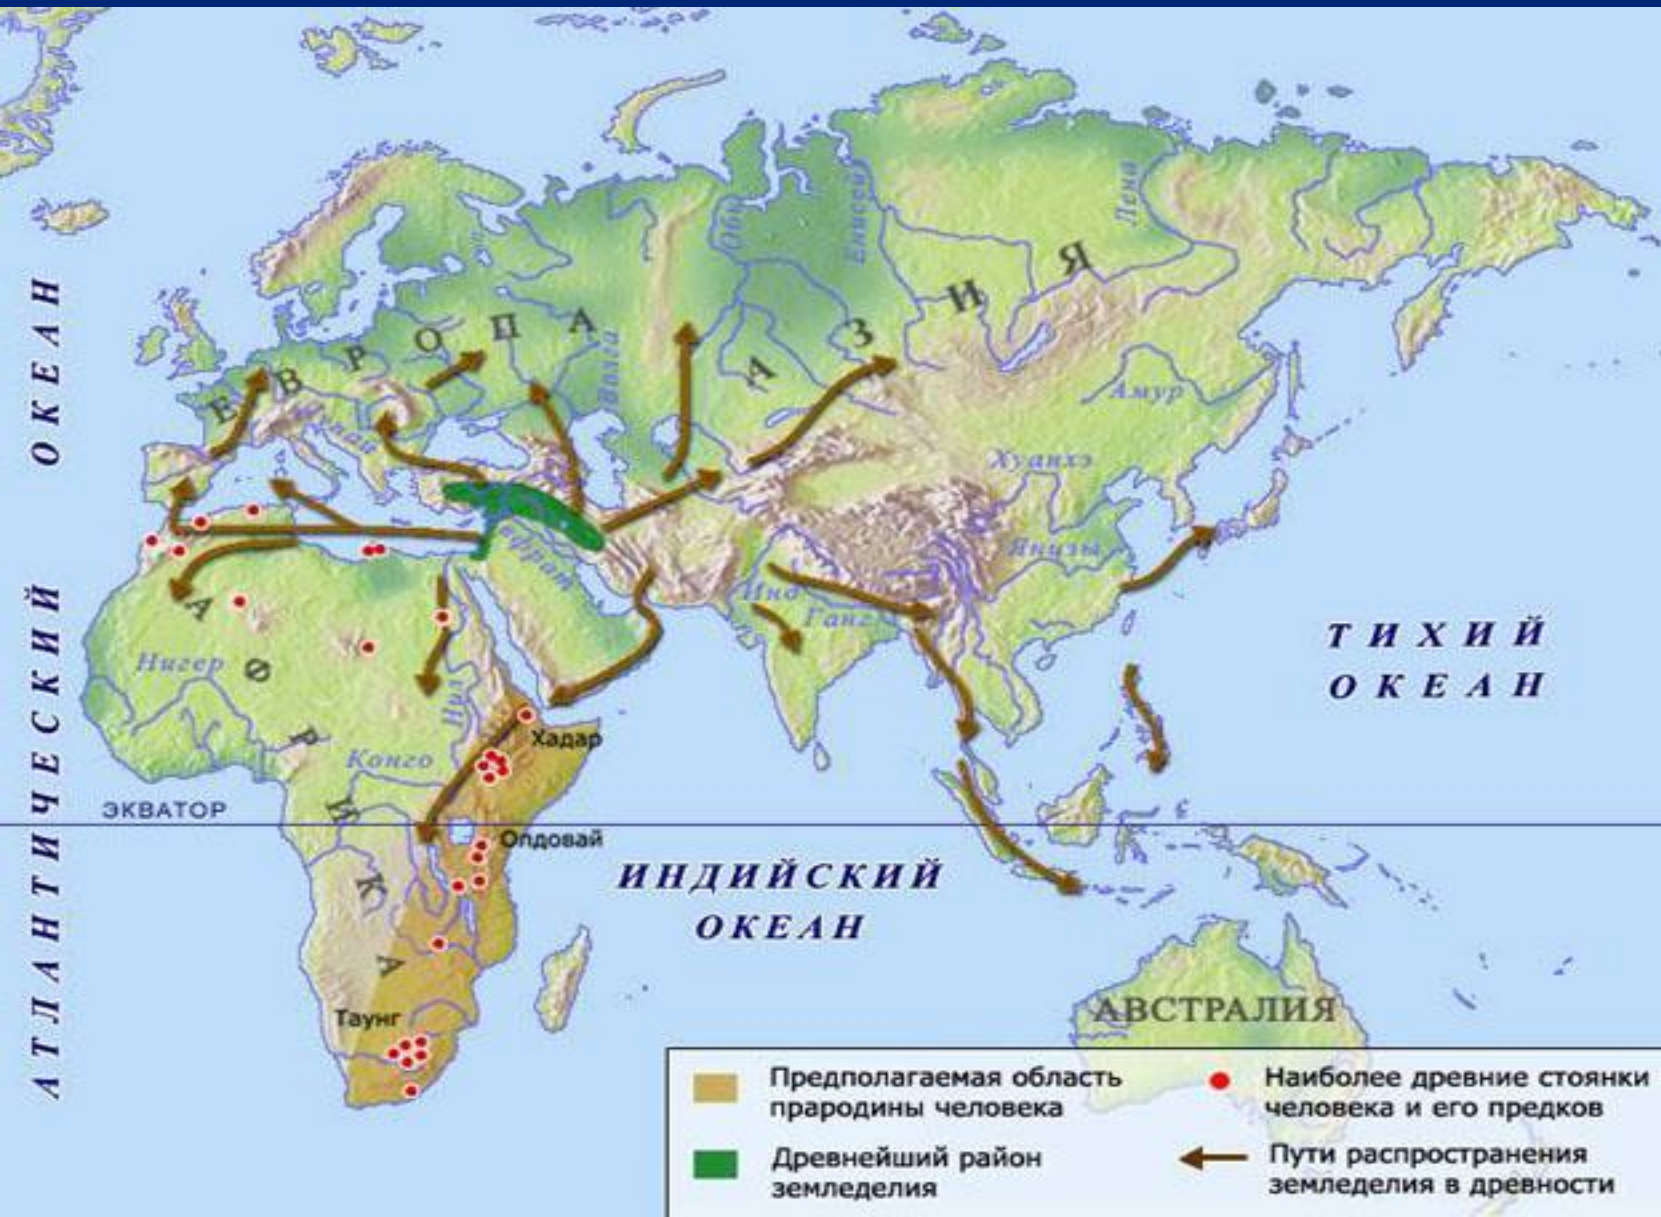 АТЛАНТИЧЕСКИЙ ОКЕАН
ЕВРОПА
АЗИЯ
Обь
Енисей
Лена
Волга
Дунай
Амур
Хуанхэ
Янцзы
Евфрат
Инд
Ганг
ТИХИЙ
ОКЕАН
АФРИКА
Нигер
Нил
Хадар
Конго
ЭКВАТОР
Олдовай
ИНДИЙСКИЙ
ОКЕАН
Таунг
АВСТРАЛИЯ
Предполагаемая область
прародины человека
Древнейший район
земледелия
Наиболее древние стоянки
человека и его предков
Пути распространения
земледелия в древности